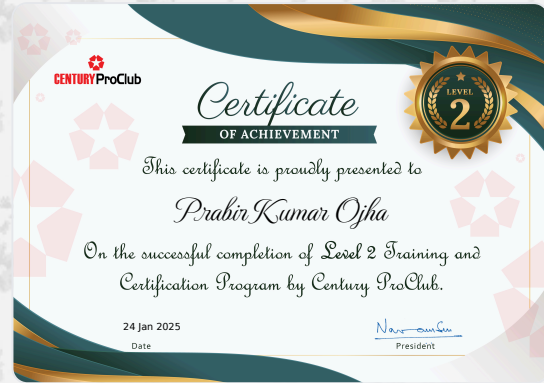 CENTURY ProClub
Certificate
OF ACHIEVEMENT
LEVEL
2
This certificate is proudly presented to
Prabir Kumar Ojha
On the successful completion of Level 2 Training and
Certification Program by Century ProClub.
24 Jan 2025
Date
President